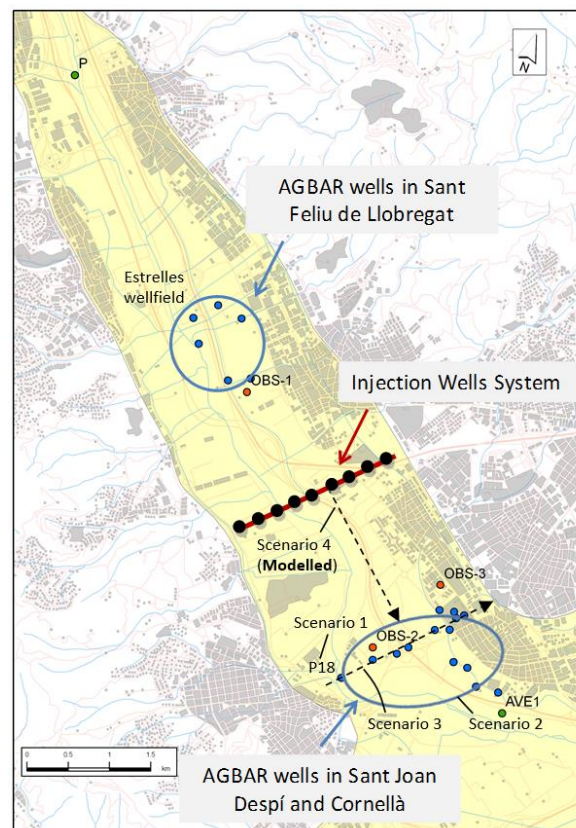 P
N
AGBAR wells in Sant
Feliu de Llobregat
Estrelles
wellfield
OBS-1
Injection Wells System
Scenario 4
(Modelled)
OBS-3
Scenario 1
OBS-2
P18
Scenario 3
Scenario 2
AVE1
0 0.5 1 1.5
km
AGBAR wells in Sant Joan
Despí and Cornellà